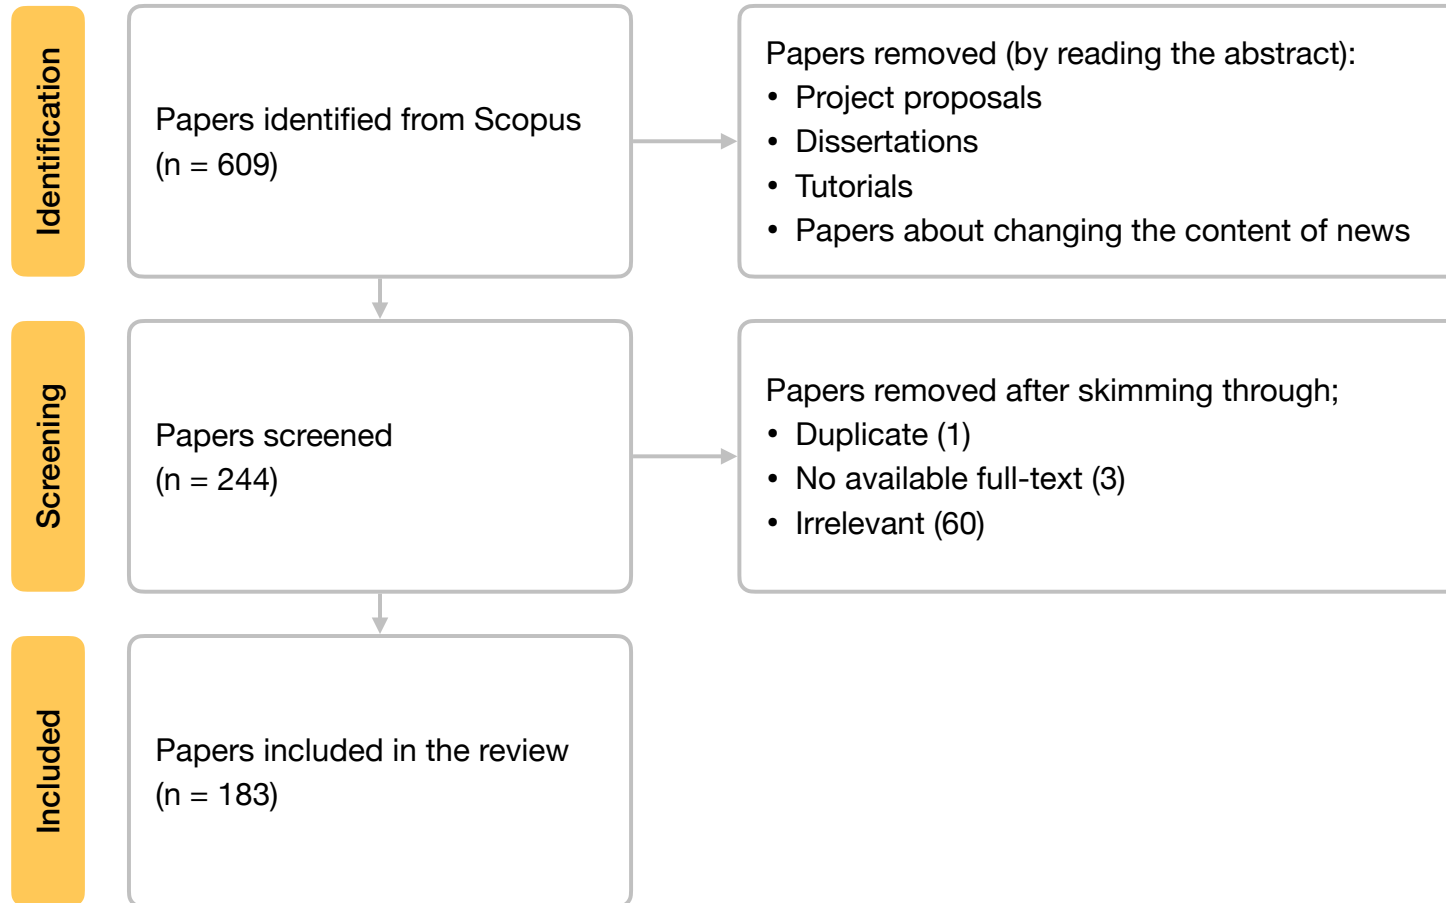 Identification
Papers identified from Scopus
(n = 609)
Papers removed (by reading the abstract):
• Project proposals
• Dissertations
• Tutorials
• Papers about changing the content of news
Screening
Papers screened
(n = 244)
Papers removed after skimming through;
• Duplicate (1)
• No available full-text (3)
• Irrelevant (60)
Included
Papers included in the review
(n = 183)